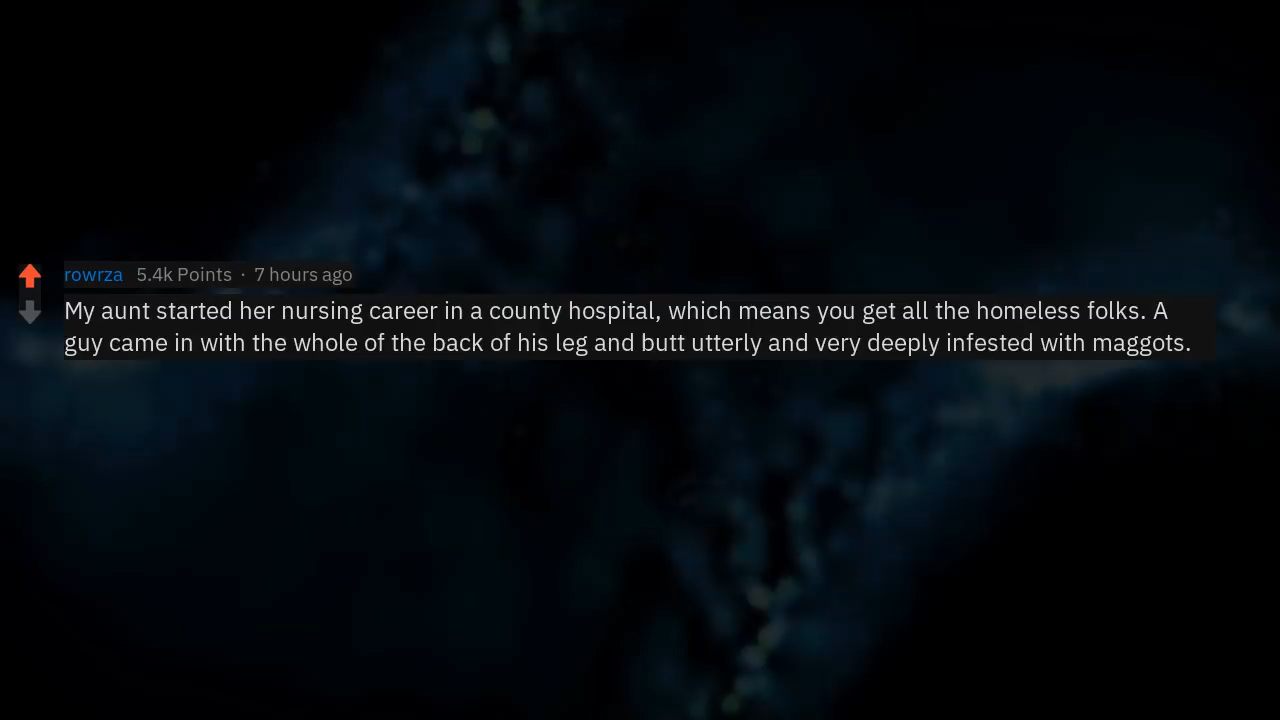 rowrza 5.4k Points · 7 hours ago
My aunt started her nursing career in a county hospital, which means you get all the homeless folks. A
guy came in with the whole of the back of his leg and butt utterly and very deeply infested with maggots.